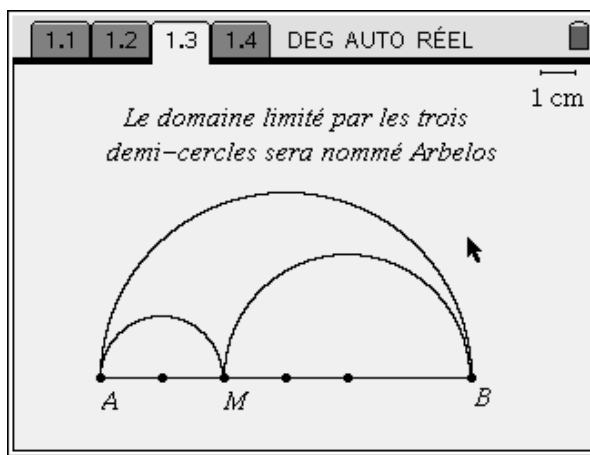 1.1 1.2 1.3 1.4 DEG AUTO RÉEL
1 cm
Le domaine limité par les trois
demi-cercles sera nommé Arbelos
A M B